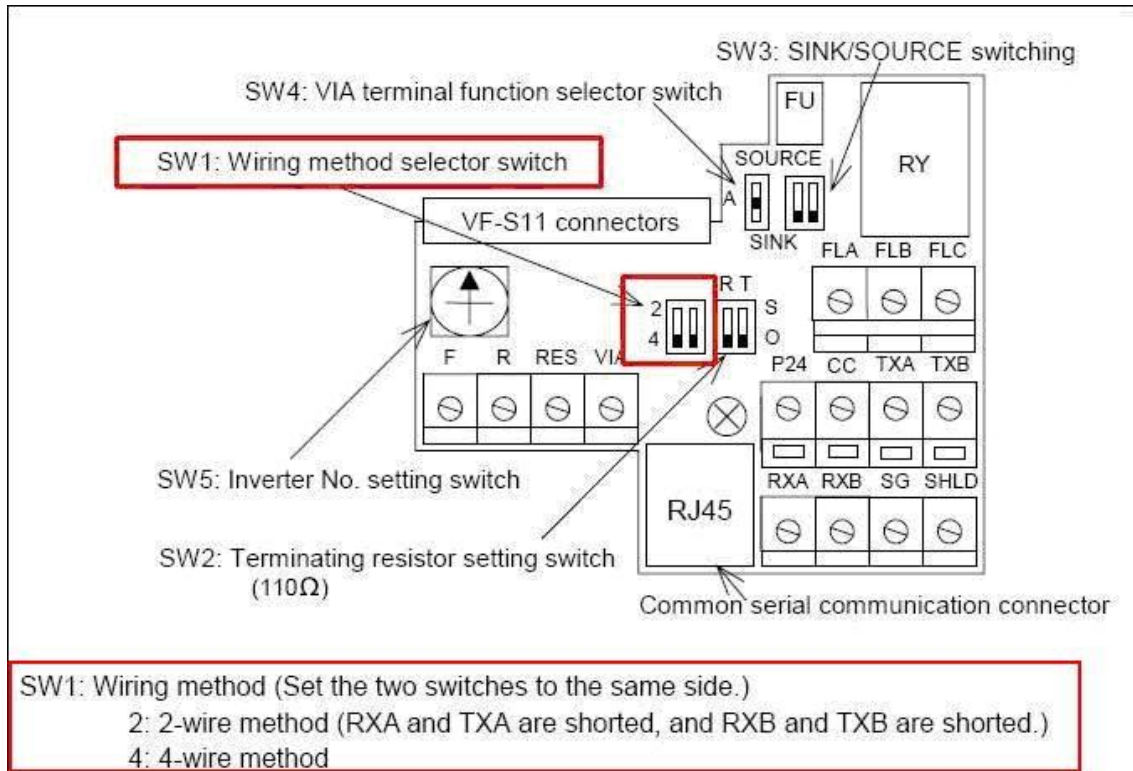 SW3: SINK/SOURCE switching
SW4: VIA terminal function selector switch
FU
SW1: Wiring method selector switch
SOURCE
RY
A
VF-S11 connectors
SINK
FLA FLB FLC
R T
2
S
4
O
F R RES VIA
P24 CC TXA TXB
SW5: Inverter No. setting switch
RXA RXB SG SHLD
RJ45
SW2: Terminating resistor setting switch
(110Ω)
Common serial communication connector
SW1: Wiring method (Set the two switches to the same side.)
2: 2-wire method (RXA and TXA are shorted, and RXB and TXB are shorted.)
4: 4-wire method